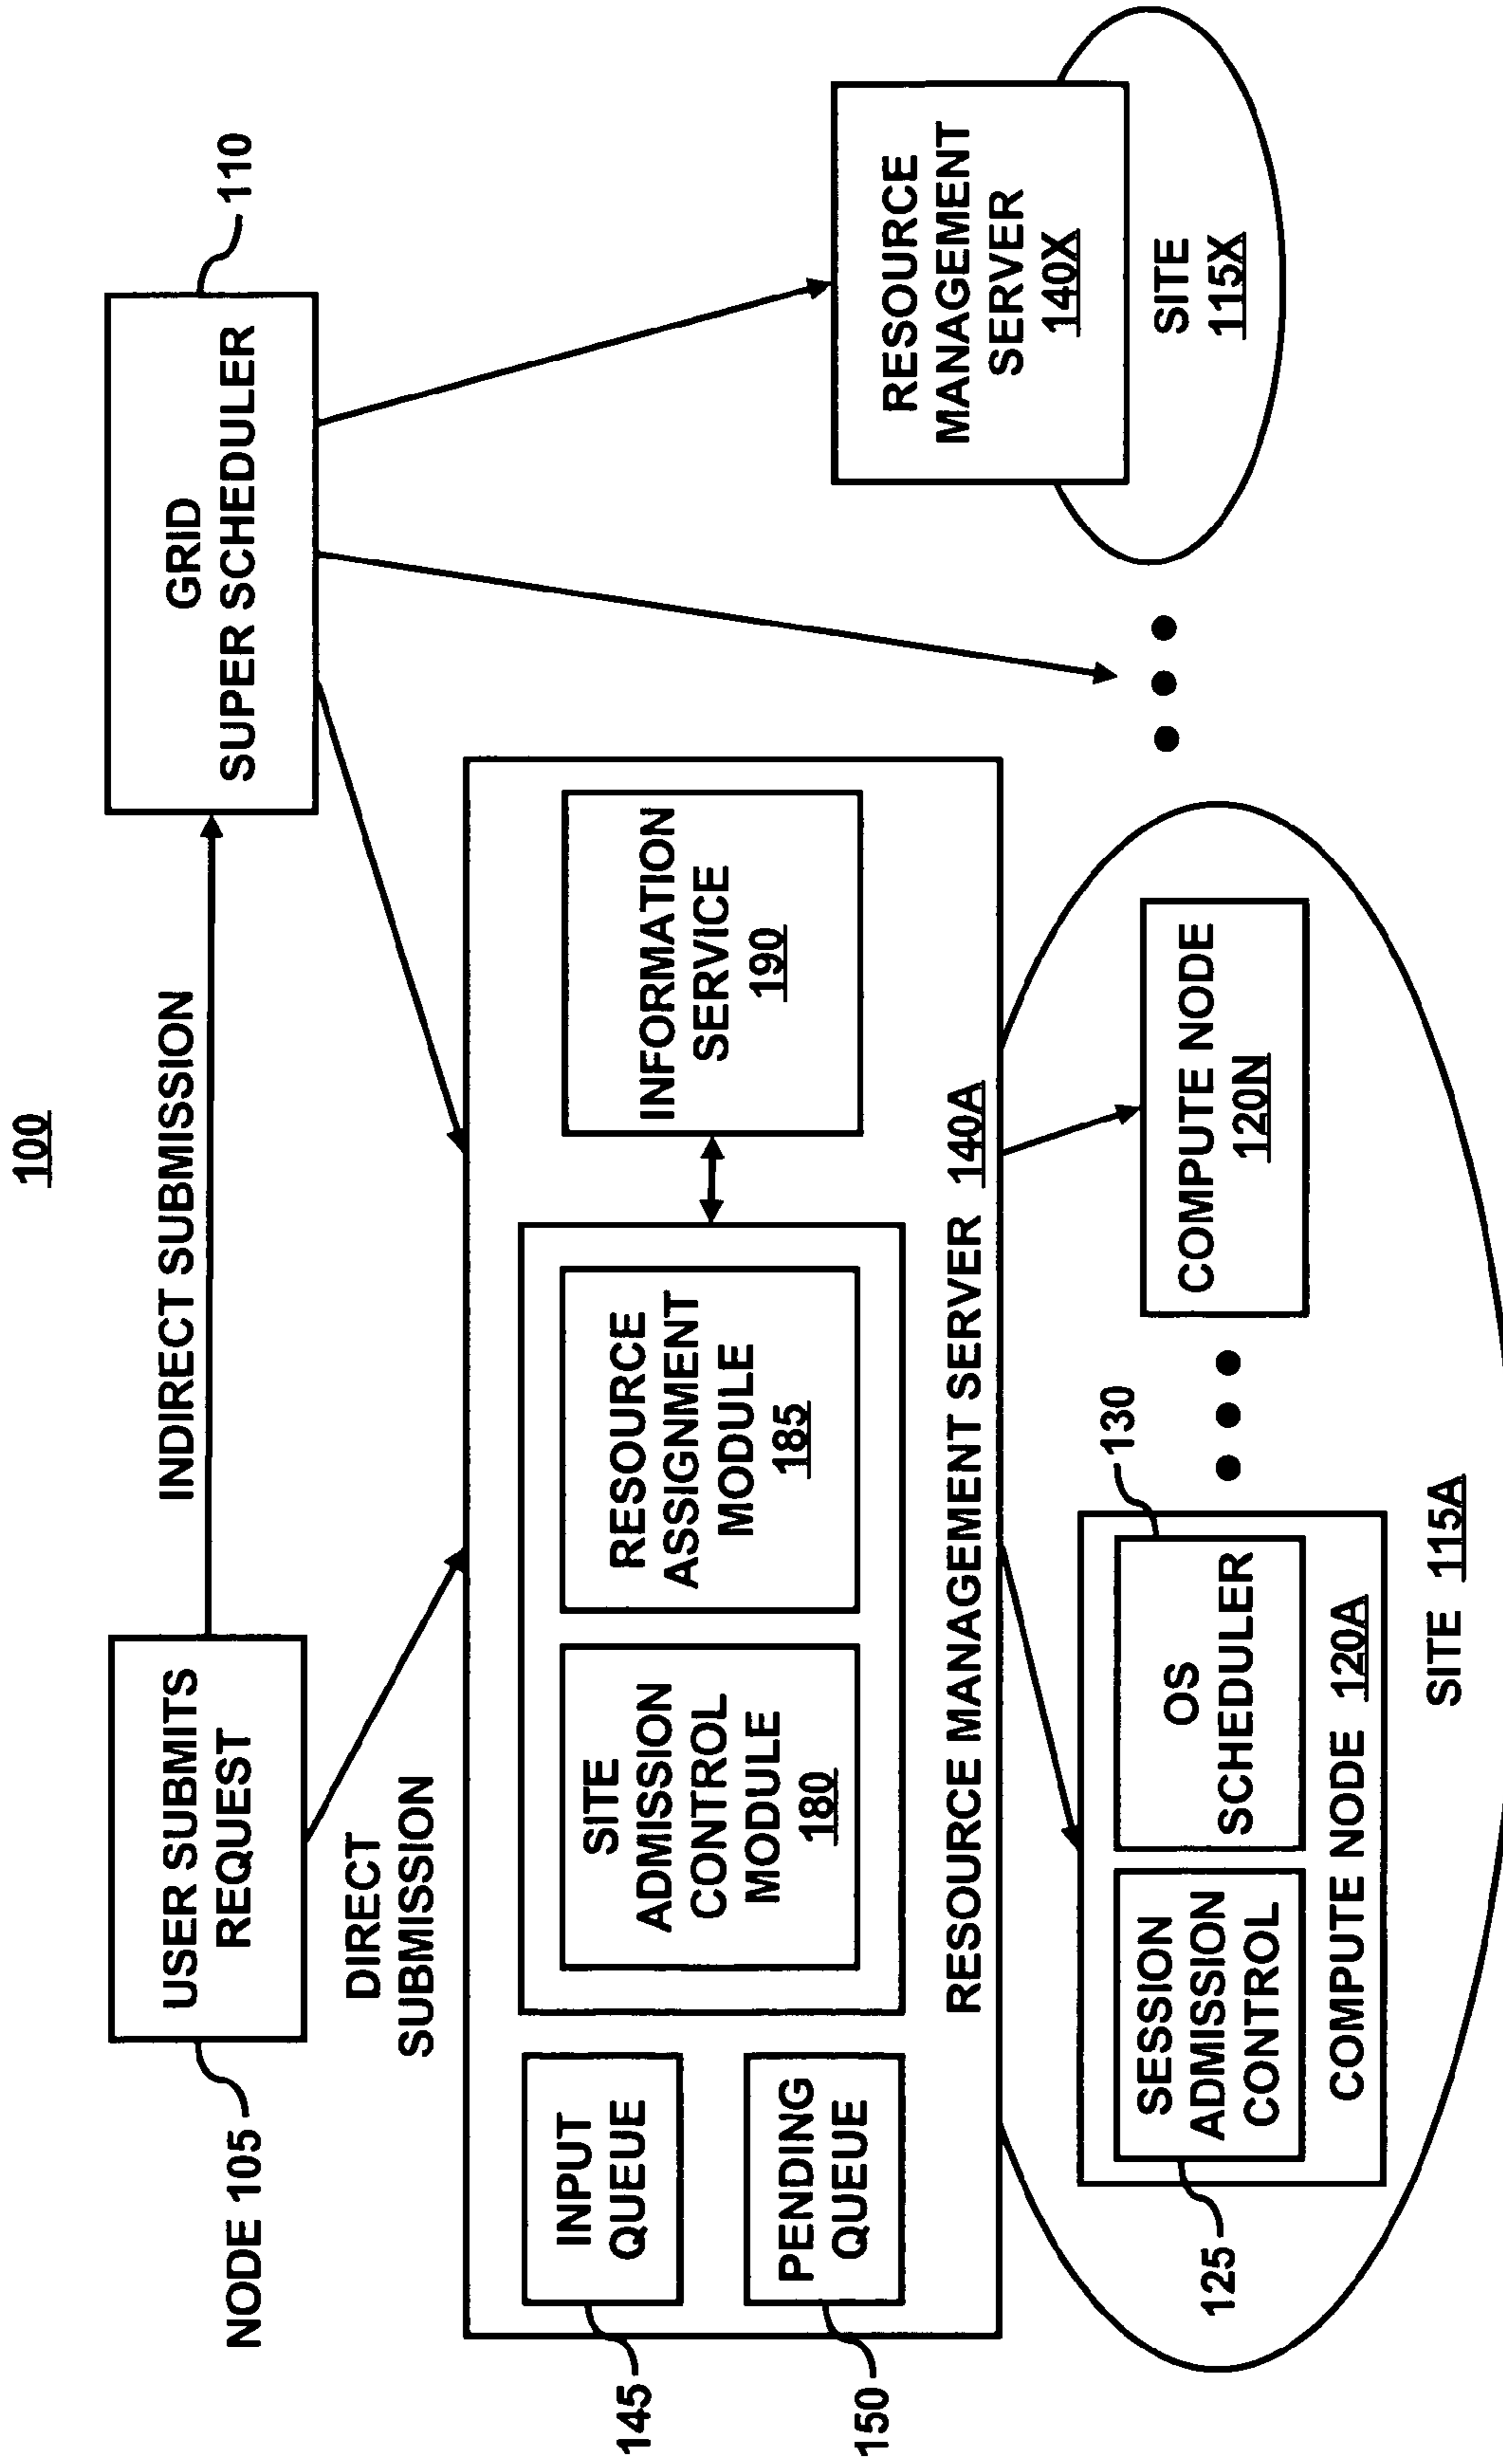 100
USER SUBMITS
REQUEST
NODE 105
INDIRECT SUBMISSION
GRID
SUPER SCHEDULER
110
DIRECT
SUBMISSION
INPUT
QUEUE
145
PENDING
QUEUE
150
SITE
ADMISSION
CONTROL
MODULE
180
RESOURCE
ASSIGNMENT
MODULE
185
INFORMATION
SERVICE
190
RESOURCE MANAGEMENT SERVER 140A
RESOURCE
MANAGEMENT
SERVER
140X
SITE
115X
SESSION
ADMISSION
CONTROL
125
OS
SCHEDULER
130
COMPUTE NODE 120A
COMPUTE NODE
120N
SITE 115A